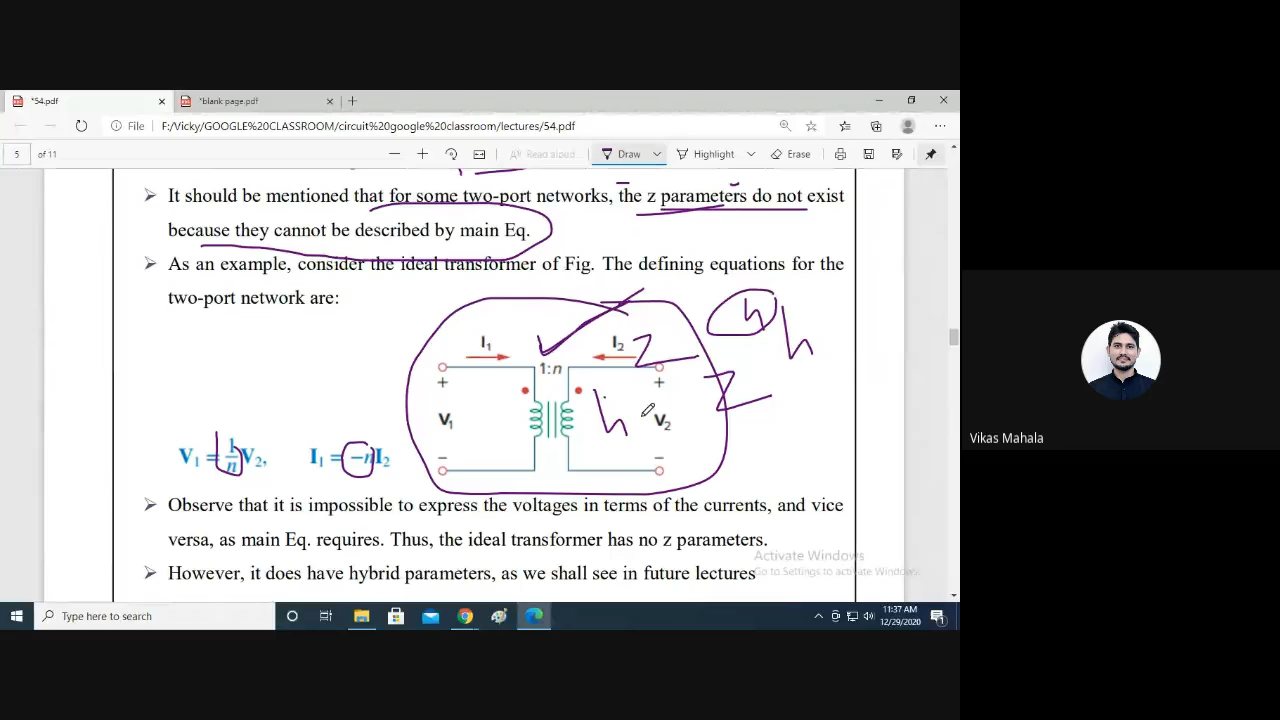 *54.pdf
*blank page.pdf
File F:/Vicky/GOOGLE%20CLASSROOM/circuit%20google%20classroom/lectures/54.pdf
5 of 11 Read aloud Draw Highlight Erase
It should be mentioned that for some two-port networks, the z parameters do not exist
because they cannot be described by main Eq.
As an example, consider the ideal transformer of Fig. The defining equations for the
two-port network are:
h h
I₁ I₂ Z
1:n
+ + Z
V₁ h V₂
V₁ = 1/n V₂, I₁ = -nI₂
− −
Observe that it is impossible to express the voltages in terms of the currents, and vice
versa, as main Eq. requires. Thus, the ideal transformer has no z parameters.
However, it does have hybrid parameters, as we shall see in future lectures
Activate Windows
Go to Settings to activate Windows.
Type here to search
11:37 AM
12/29/2020
1
Vikas Mahala